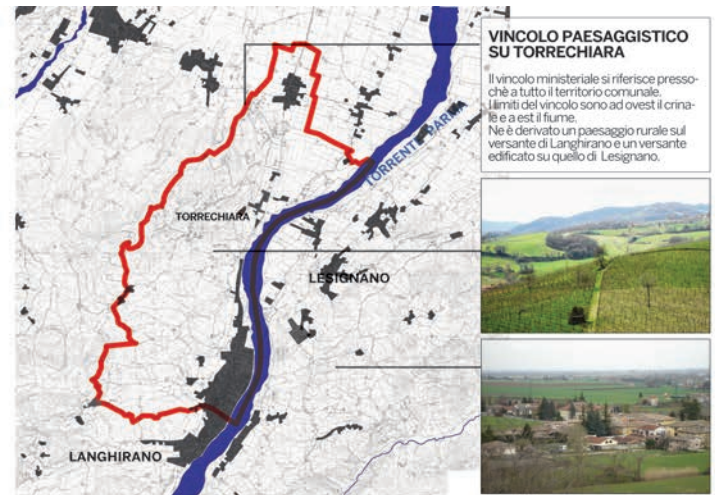 VINCOLO PAESAGGISTICO
SU TORRECHIARA
Il vincolo ministeriale si riferisce presso-
chè a tutto il territorio comunale.
I limiti del vincolo sono ad ovest il crina-
le e a est il fiume.
Ne è derivato un paesaggio rurale sul
versante di Langhirano e un versante
edificato su quello di Lesignano.
TORRENTE PARMA
TORRECHIARA
LESIGNANO
LANGHIRANO